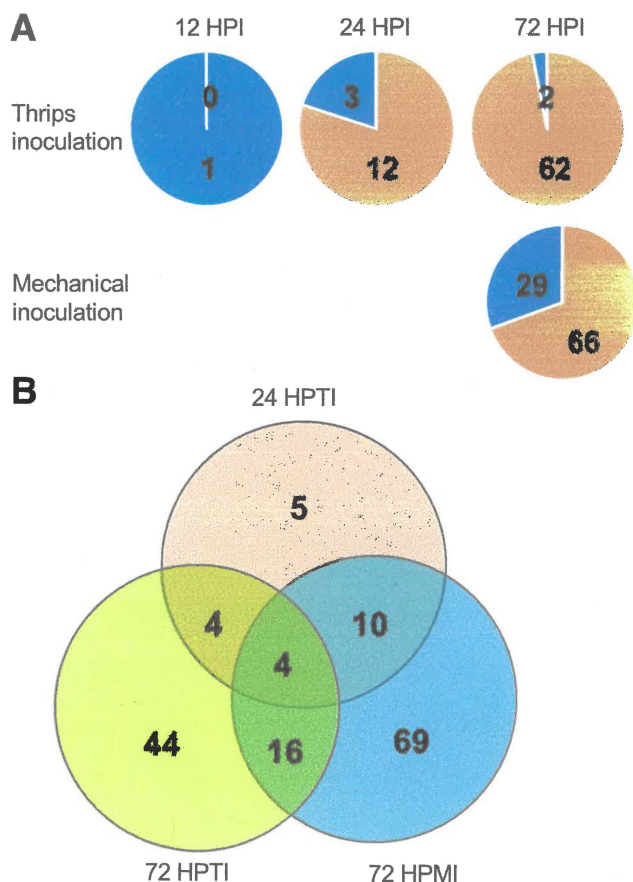 A
12 HPI 24 HPI 72 HPI
Thrips
inoculation
0
1
3
12
2
62
Mechanical
inoculation
29
66
B
24 HPTI
5
4
10
4
44
16
69
72 HPTI 72 HPMI